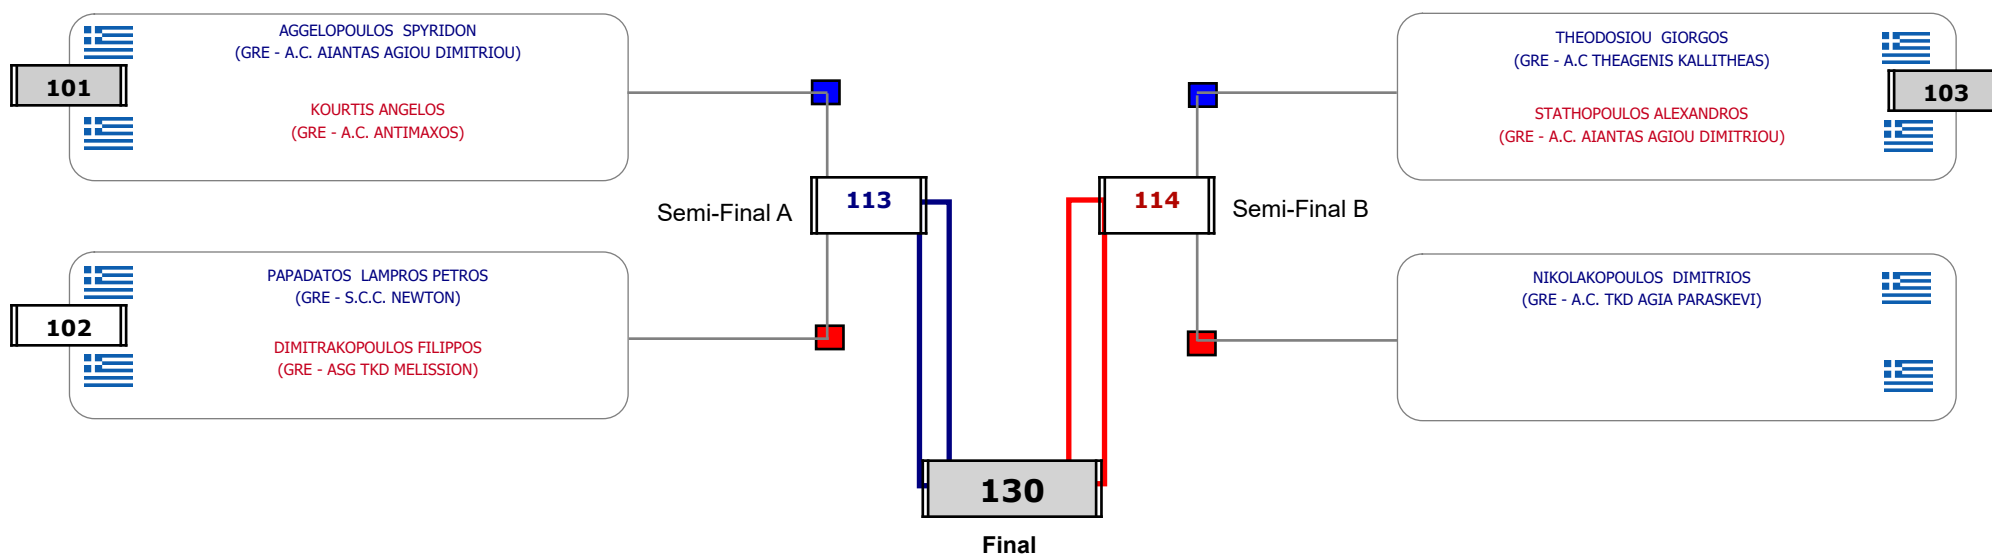 AGGELOPOULOS SPYRIDON
(GRE - A.C. AIANTAS AGIOU DIMITRIOU)
101
KOURTIS ANGELOS
(GRE - A.C. ANTIMAXOS)
PAPADATOS LAMPROS PETROS
(GRE - S.C.C. NEWTON)
102
DIMITRAKOPOULOS FILIPPOS
(GRE - ASG TKD MELISSION)
Semi-Final A
113
114
Semi-Final B
THEODOSIOU GIORGOS
(GRE - A.C THEAGENIS KALLITHEAS)
103
STATHOPOULOS ALEXANDROS
(GRE - A.C. AIANTAS AGIOU DIMITRIOU)
NIKOLAKOPOULOS DIMITRIOS
(GRE - A.C. TKD AGIA PARASKEVI)
130
Final